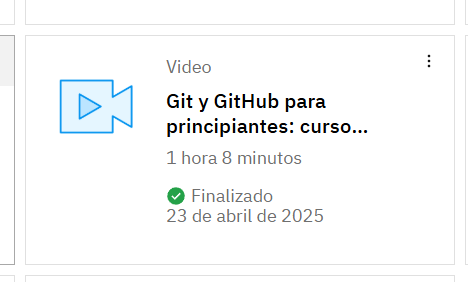 Video
Git y GitHub para
principiantes: curso...
1 hora 8 minutos
Finalizado
23 de abril de 2025